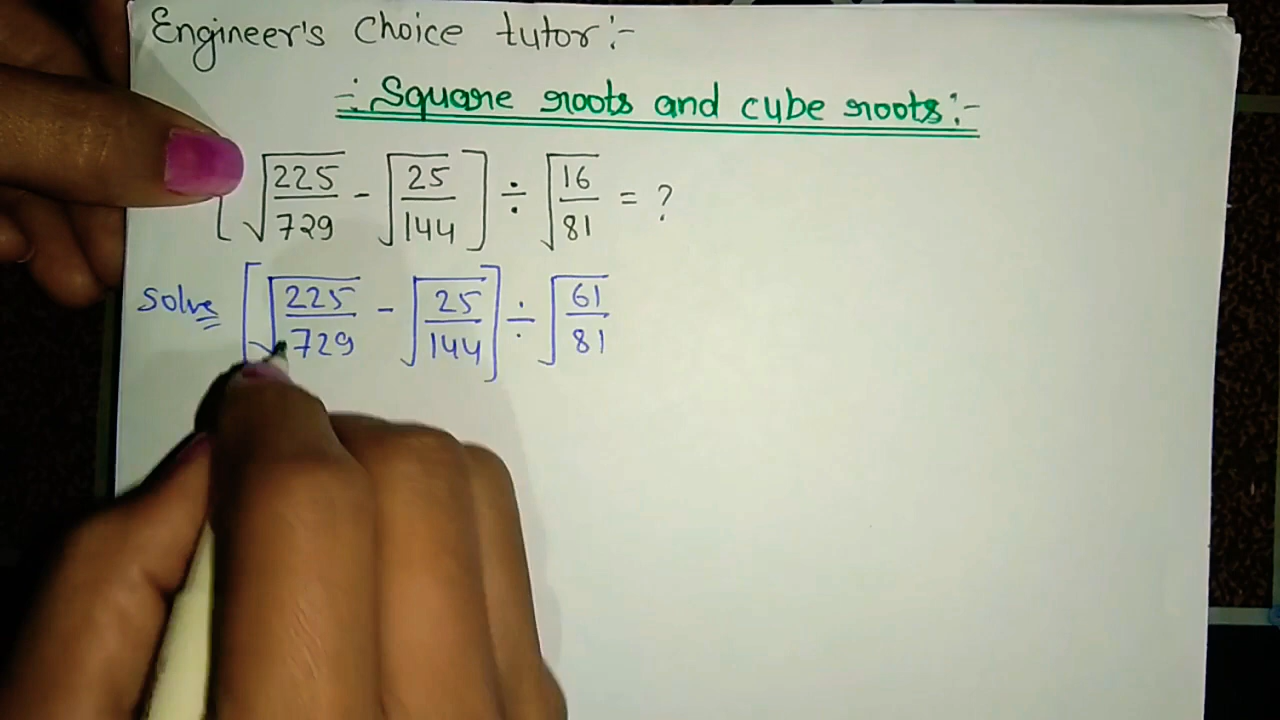 Engineer's Choice tutor:-
-: Square roots and cube roots:-
[√(225/729) - √(25/144)] ÷ √(16/81) = ?
Solve [√(225/729) - √(25/144)] ÷ √(61/81)